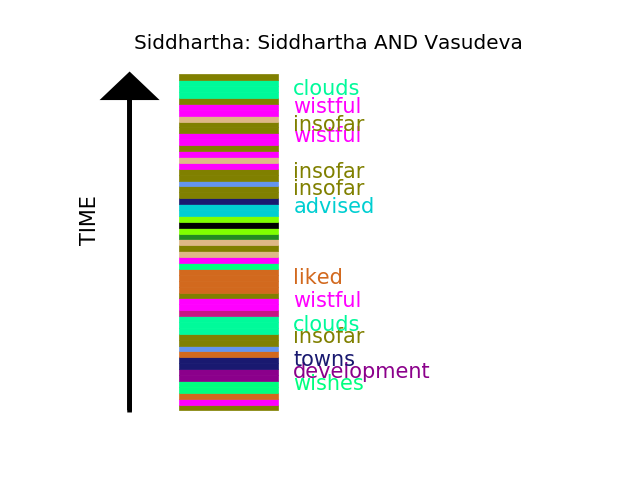 Siddhartha: Siddhartha AND Vasudeva
clouds
wistful
insofar
wistful
insofar
insofar
advised
TIME
liked
wistful
clouds
insofar
towns
development
wishes